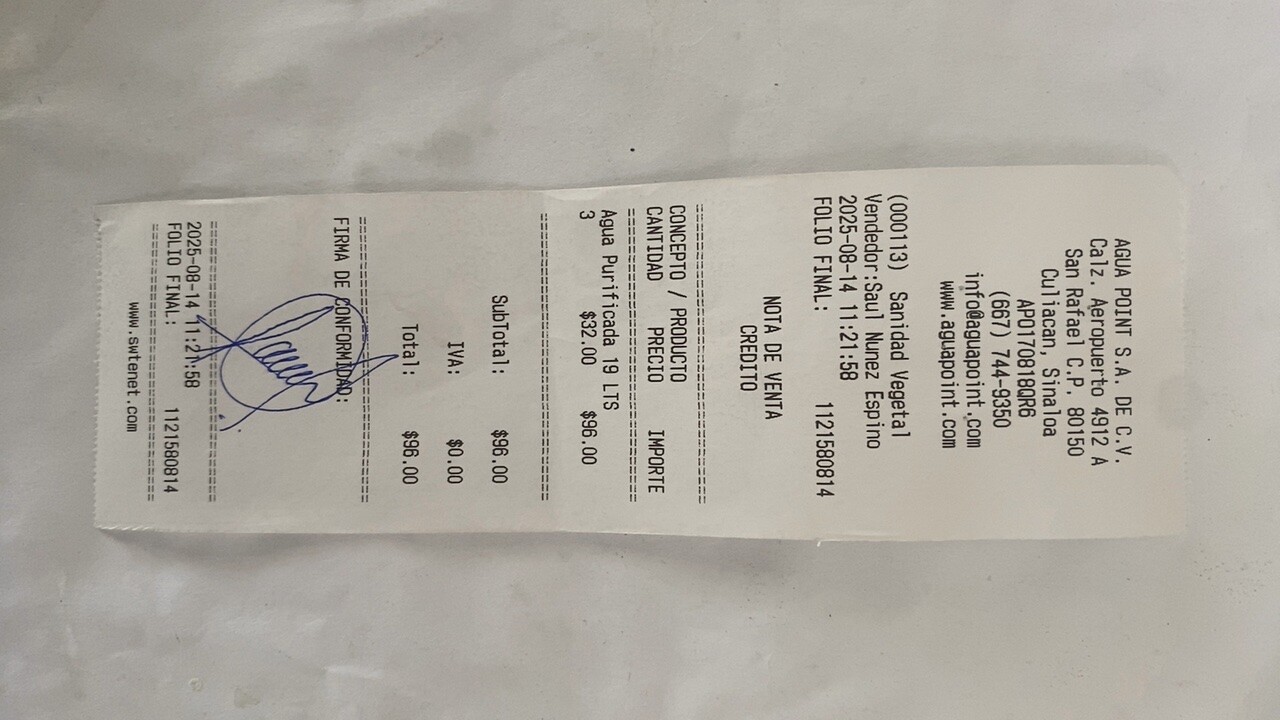 AGUA POINT S.A. DE C.V.
Calz. Aeropuerto 4912 A
San Rafael C.P. 80150
Culiacan, Sinaloa
APO170818QR6
(667) 744-9350
info@aguapoint.com
www.aguapoint.com
(000113) Sanidad Vegetal
Vendedor:Saul Nunez Espino
2025-08-14 11:21:58
FOLIO FINAL: 1121580814
NOTA DE VENTA
CREDITO
==============================
CONCEPTO / PRODUCTO
CANTIDAD PRECIO IMPORTE
==============================
Agua Purificada 19 LTS
3 $32.00 $96.00
==============================
SubTotal: $96.00
IVA: $0.00
Total: $96.00
==============================
FIRMA DE CONFORMIDAD:
==============================
2025-08-14 11:21:58
FOLIO FINAL: 1121580814
==============================
www.swtenet.com